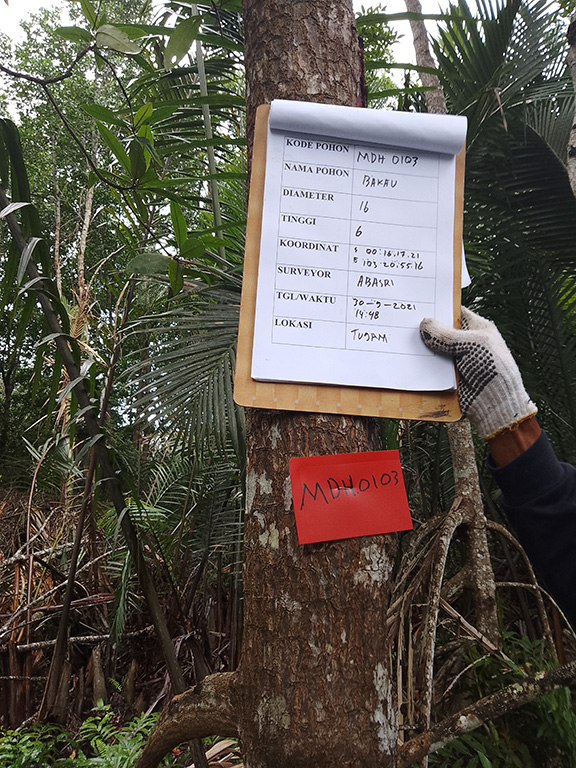 KODE POHON MDH 0103
NAMA POHON BAKAU
DIAMETER 16
TINGGI 6
KOORDINAT S 00:16.17.21
E 103.20.55.16
SURVEYOR ABASRI
TGL/WAKTU 30-9-2021
14:48
LOKASI TUJAM
MDH0103